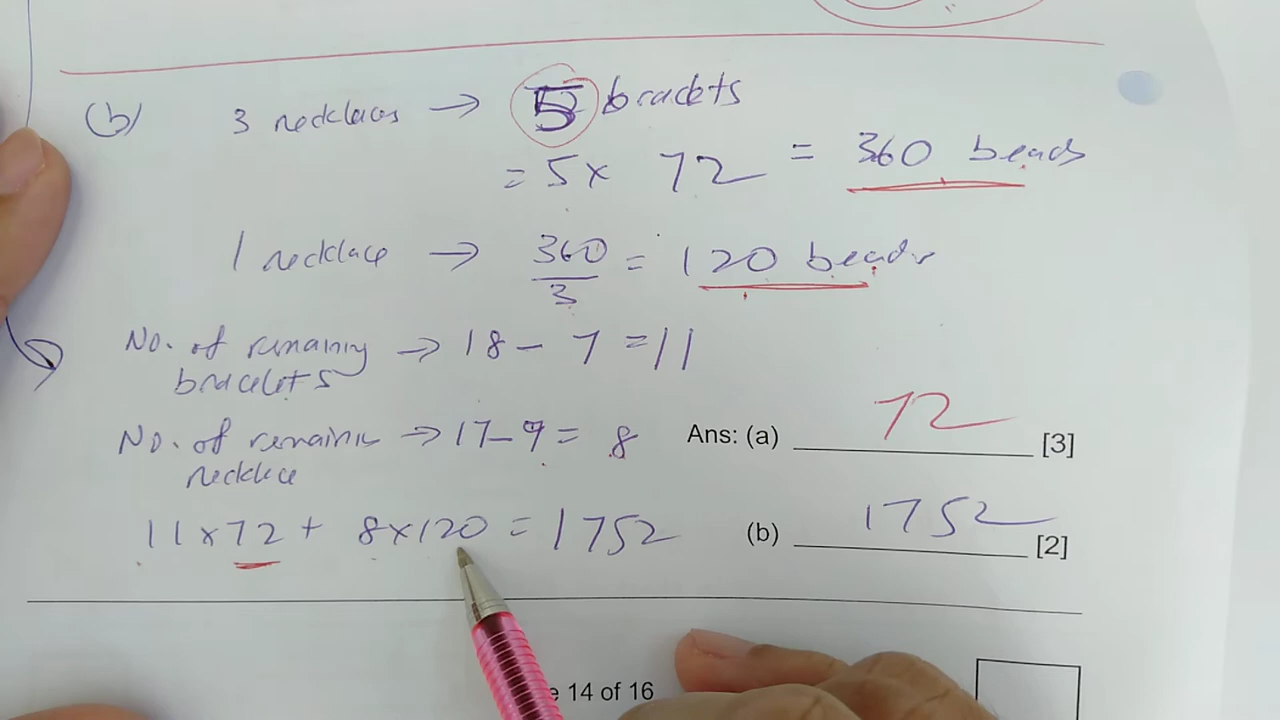 (b) 3 necklaces → 5 braclets
= 5 x 72 = 360 beads
1 necklace → 360/3 = 120 beads
No. of remaining → 18 - 7 = 11
bracelets
No. of remaining → 17 - 9 = 8
necklace
Ans: (a) 72 [3]
11 x 72 + 8 x 120 = 1752
(b) 1752 [2]
14 of 16